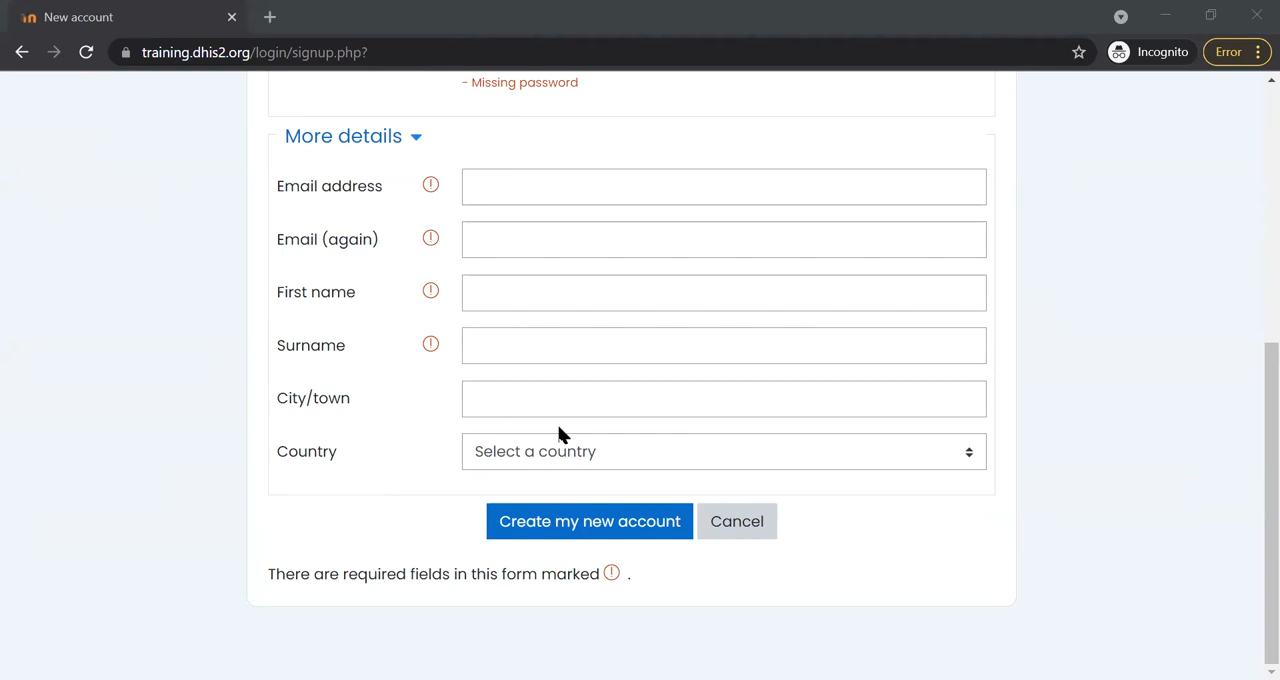 New account
training.dhis2.org/login/signup.php?
Incognito
Error
- Missing password
More details
Email address
Email (again)
First name
Surname
City/town
Country
Select a country
Create my new account
Cancel
There are required fields in this form marked .